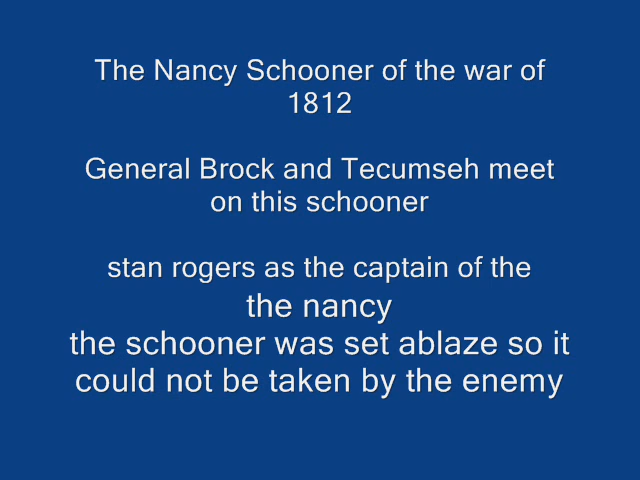 The Nancy Schooner of the war of
1812
General Brock and Tecumseh meet
on this schooner
stan rogers as the captain of the
the nancy
the schooner was set ablaze so it
could not be taken by the enemy